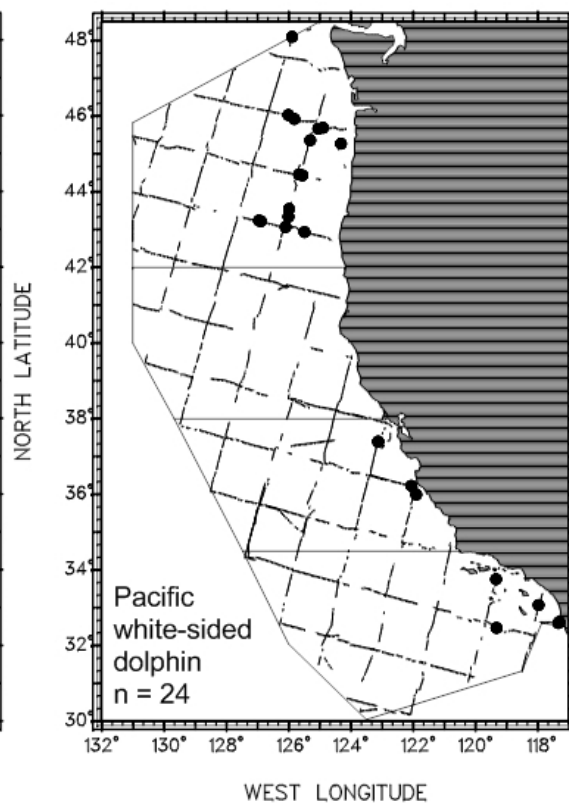 48°
46°
44°
42°
40°
38°
36°
34°
32°
30°
NORTH LATITUDE
Pacific
white-sided
dolphin
n = 24
132° 130° 128° 126° 124° 122° 120° 118°
WEST LONGITUDE